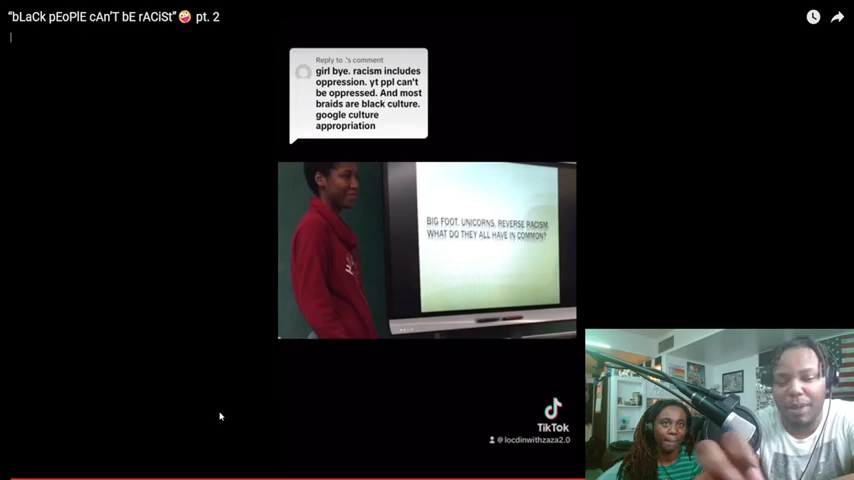 “bLaCk pEoPlE cAn’T bE rACiSt”🤪 pt. 2
Reply to .'s comment
girl bye. racism includes
oppression. yt ppl can't
be oppressed. And most
braids are black culture.
google culture
appropriation
BIG FOOT. UNICORNS. REVERSE RACISM.
WHAT DO THEY ALL HAVE IN COMMON?
TikTok
@locdinwithzaza2.0